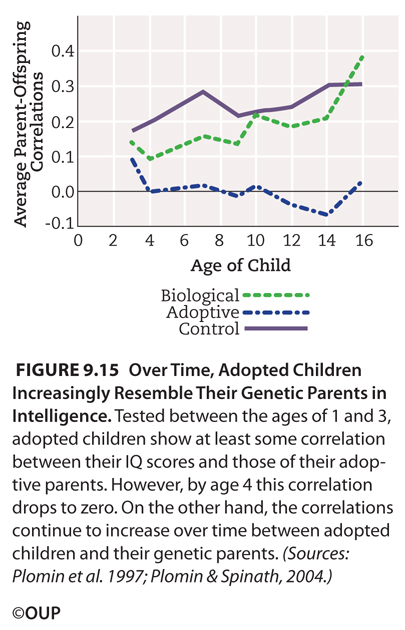 Average Parent-Offspring
Correlations
0.4
0.3
0.2
0.1
0.0
-0.1
0 2 4 6 8 10 12 14 16
Age of Child
Biological
Adoptive
Control
FIGURE 9.15 Over Time, Adopted Children
Increasingly Resemble Their Genetic Parents in
Intelligence. Tested between the ages of 1 and 3,
adopted children show at least some correlation
between their IQ scores and those of their adop-
tive parents. However, by age 4 this correlation
drops to zero. On the other hand, the correlations
continue to increase over time between adopted
children and their genetic parents. (Sources:
Plomin et al. 1997; Plomin & Spinath, 2004.)
©OUP